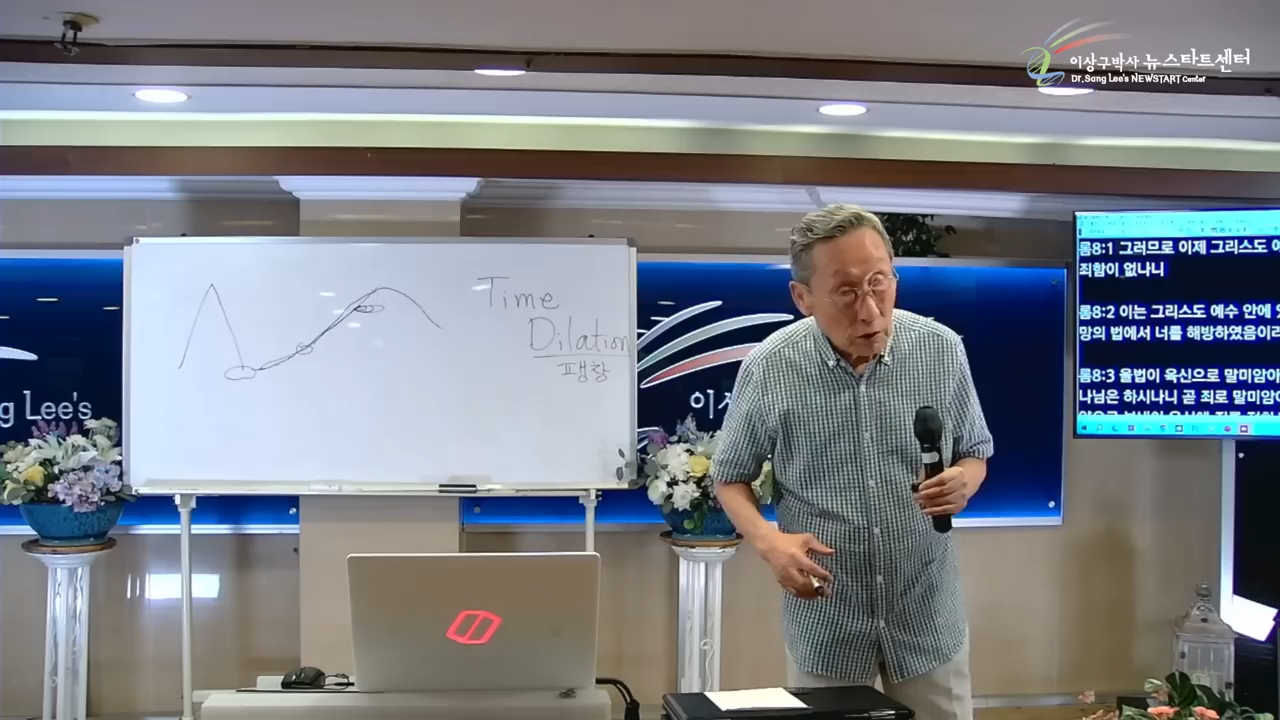 이상구박사 뉴스타트센터
Dr. Sang Lee's NEWSTART Center
Time
Dilation
팽창
g Lee's
이상
롬8:1 그러므로 이제 그리스도 예
죄함이 없나니
롬8:2 이는 그리스도 예수 안에
망의 법에서 너를 해방하였음이라
롬8:3 율법이 육신으로 말미암아
나님은 하시나니 곧 죄로 말미암아